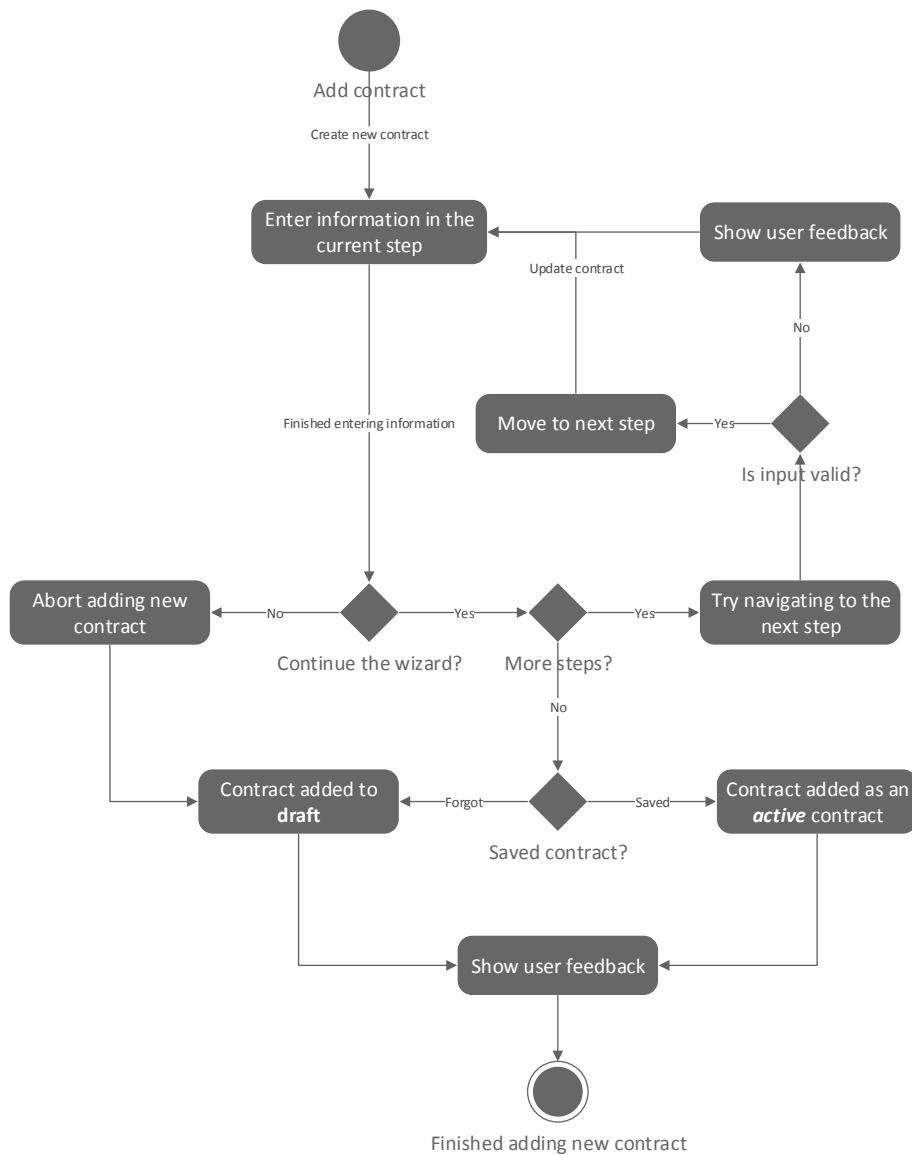 Add contract
Create new contract
Enter information in the
current step
Show user feedback
Update contract
No
Finished entering information
Move to next step
Yes
Is input valid?
Abort adding new
contract
No
Yes
Yes
Try navigating to the
next step
Continue the wizard?
More steps?
No
Contract added to
draft
Forgot
Saved
Contract added as an
active contract
Saved contract?
Show user feedback
Finished adding new contract